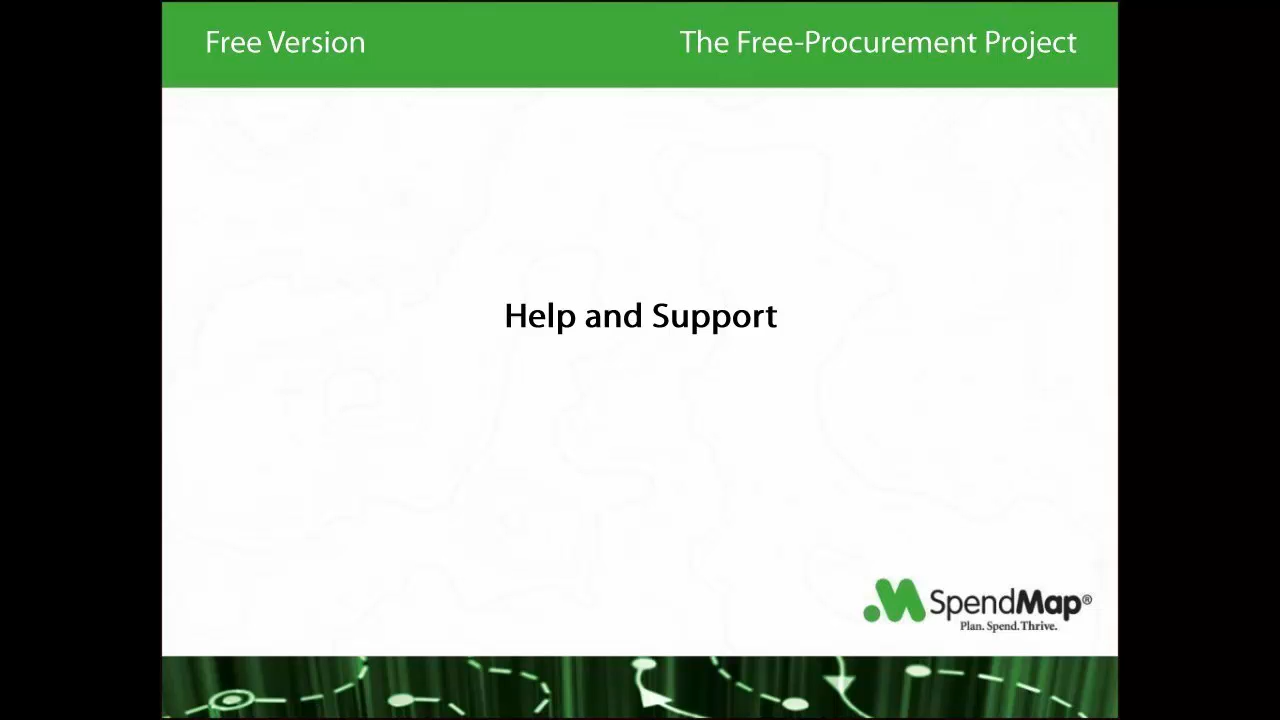 Free Version
The Free-Procurement Project
Help and Support
SpendMap®
Plan. Spend. Thrive.